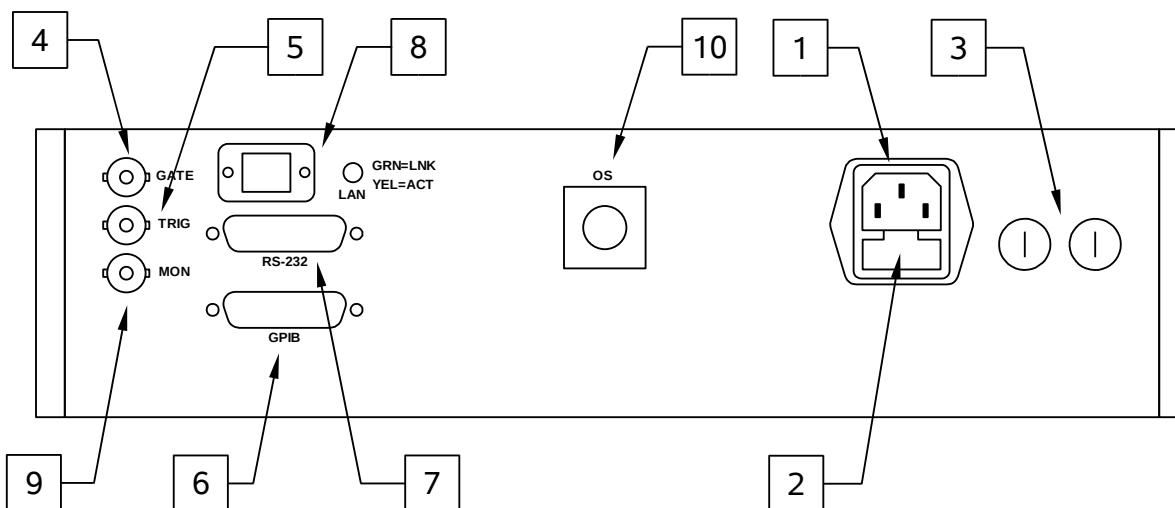 4
5
8
10
1
3
GATE
GRN=LNK
YEL=ACT
LAN
OS
TRIG
RS-232
MON
GPIB
9
6
7
2